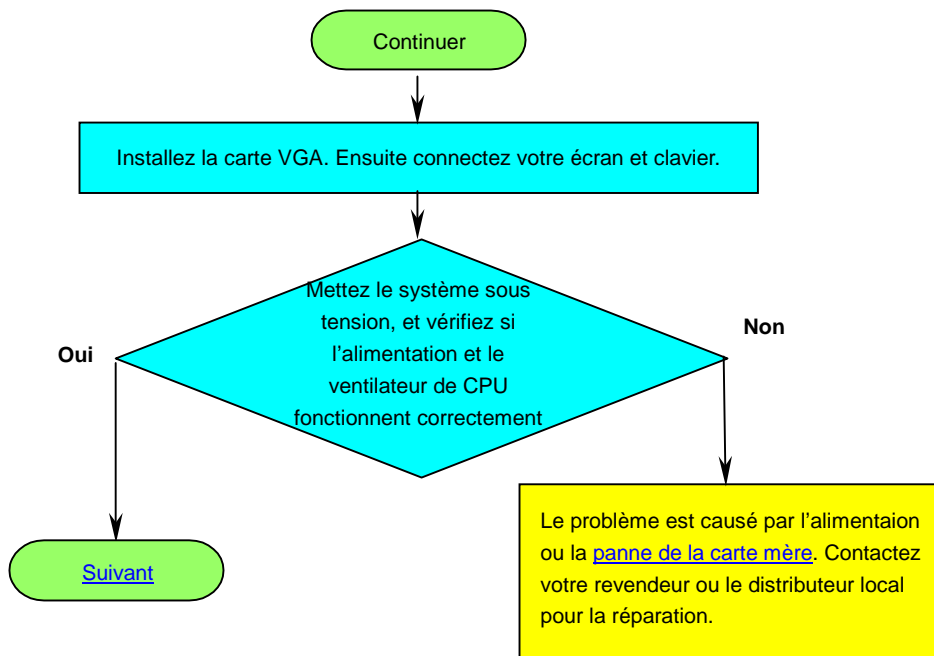 Continuer
Installez la carte VGA. Ensuite connectez votre écran et clavier.
Mettez le système sous
tension, et vérifiez si
l’alimentation et le
ventilateur de CPU
fonctionnent correctement
Oui
Non
Suivant
Le problème est causé par l’alimentaion
ou la panne de la carte mère. Contactez
votre revendeur ou le distributeur local
pour la réparation.